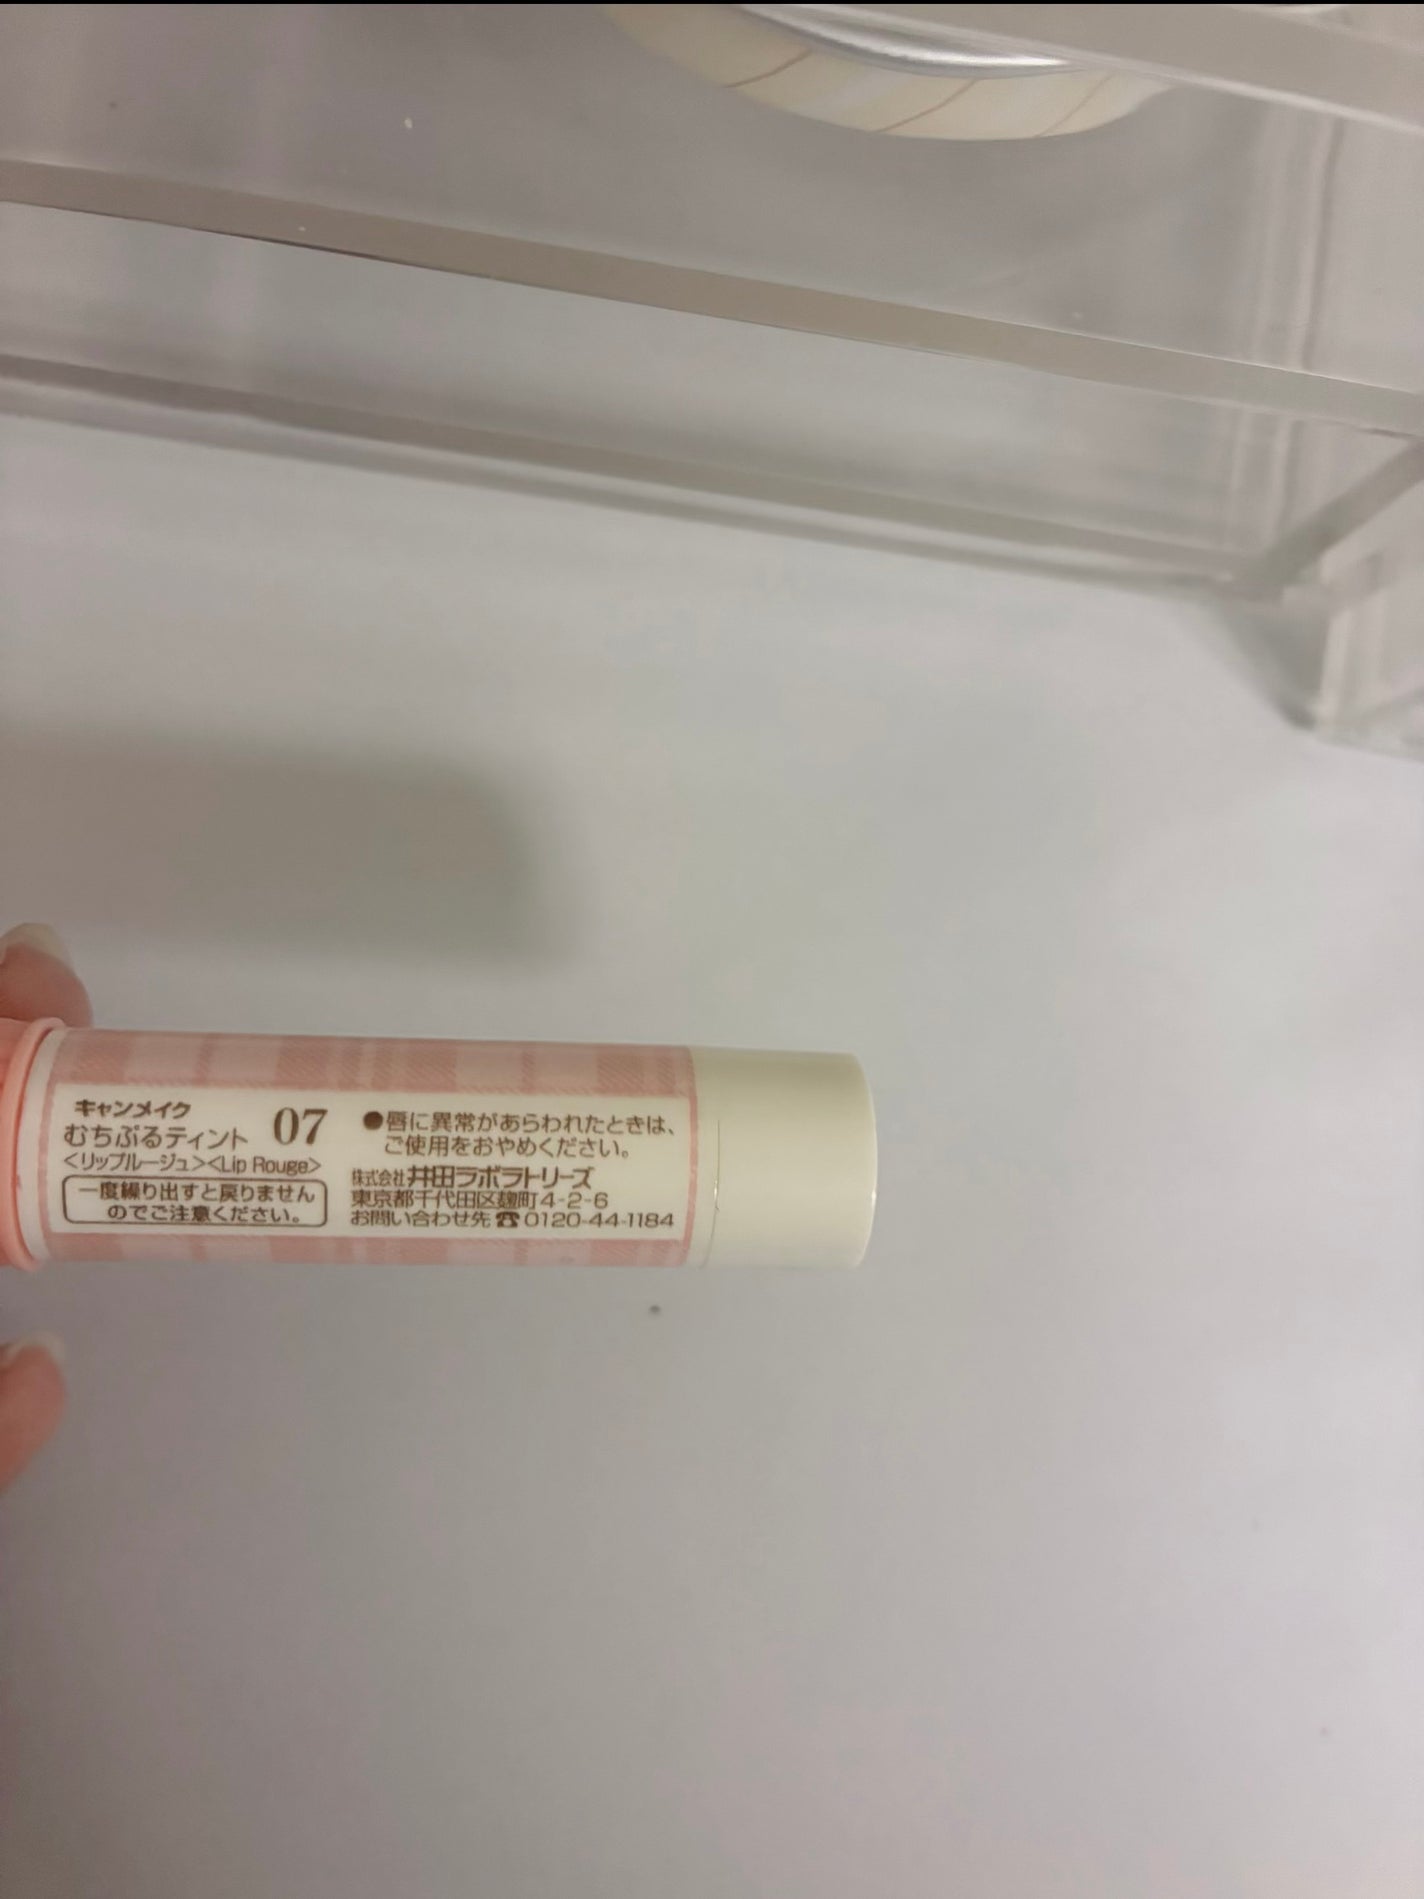 キャンメイク
むちぷるティント 07
<リップルージュ><Lip Rouge>
一度繰り出すと戻りません
のでご注意ください。
●唇に異常があらわれたときは、
ご使用をおやめください。
株式会社井田ラボラトリーズ
東京都千代田区麹町4-2-6
お問い合わせ先☎0120-44-1184